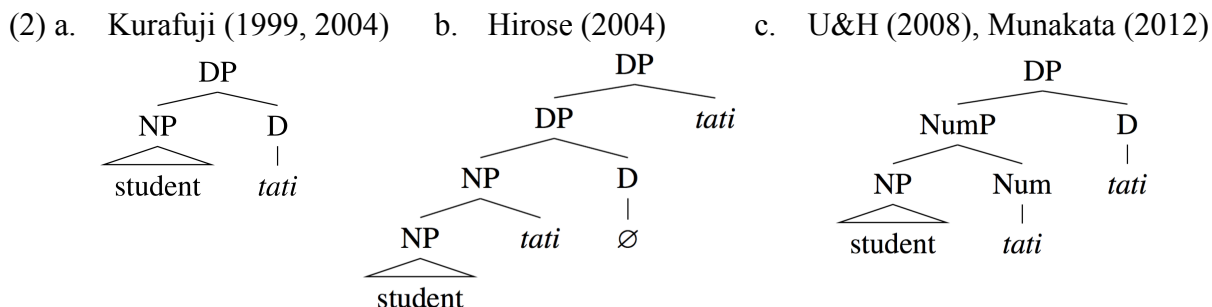 (2) a. Kurafuji (1999, 2004) b. Hirose (2004) c. U&H (2008), Munakata (2012)
DP
NP D
student tati
DP
DP tati
NP D
NP tati ∅
student
DP
NumP D
NP Num tati
student tati